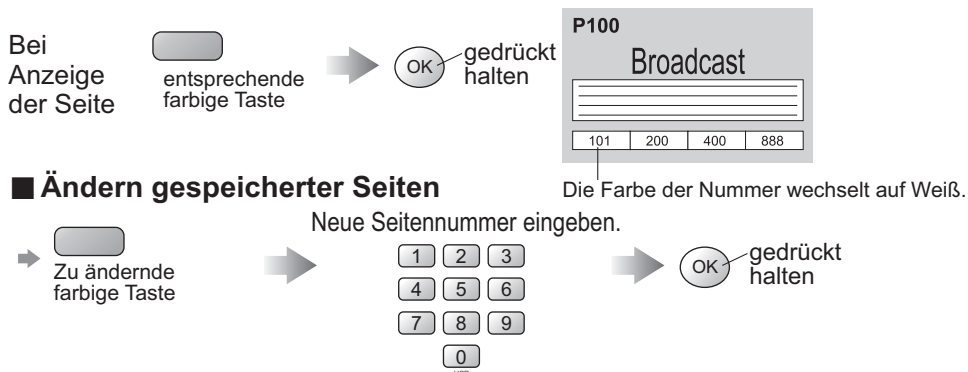 Bei
Anzeige
der Seite
entsprechende
farbige Taste
OK
gedrückt
halten
P100
Broadcast
101 200 400 888
Die Farbe der Nummer wechselt auf Weiß.
■ Ändern gespeicherter Seiten
Zu ändernde
farbige Taste
Neue Seitennummer eingeben.
1 2 3
4 5 6
7 8 9
0
OK
gedrückt
halten